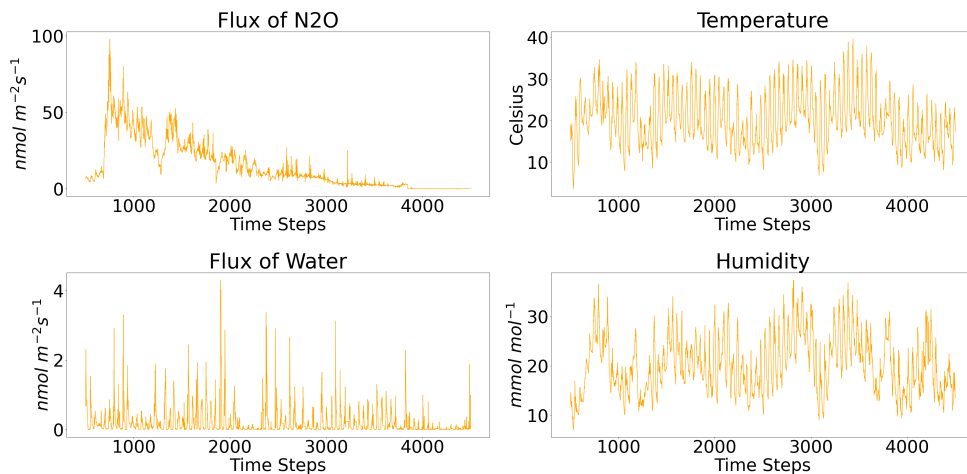 Flux of N2O
nmol m⁻²s⁻¹
100
50
0
1000 2000 3000 4000
Time Steps
Temperature
Celsius
40
30
20
10
1000 2000 3000 4000
Time Steps
Flux of Water
nmol m⁻²s⁻¹
4
2
0
1000 2000 3000 4000
Time Steps
Humidity
mmol mol⁻¹
30
20
10
1000 2000 3000 4000
Time Steps